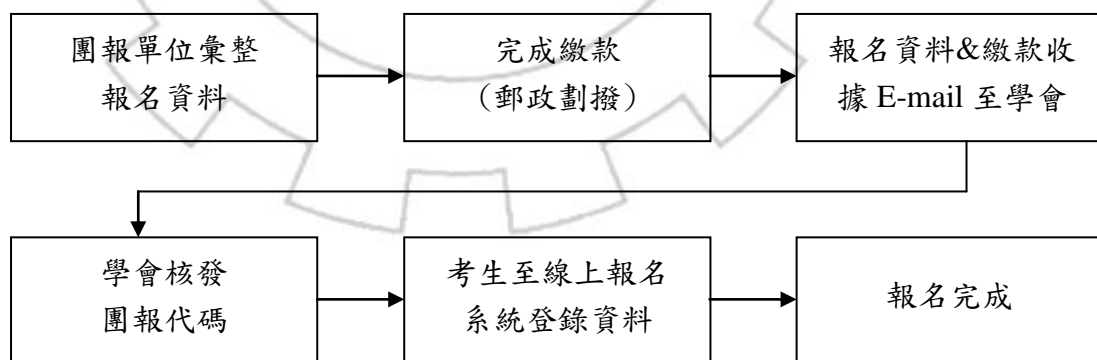 團報單位彙整
報名資料
完成繳款
(郵政劃撥)
報名資料&繳款收
據 E-mail 至學會
學會核發
團報代碼
考生至線上報名
系統登錄資料
報名完成